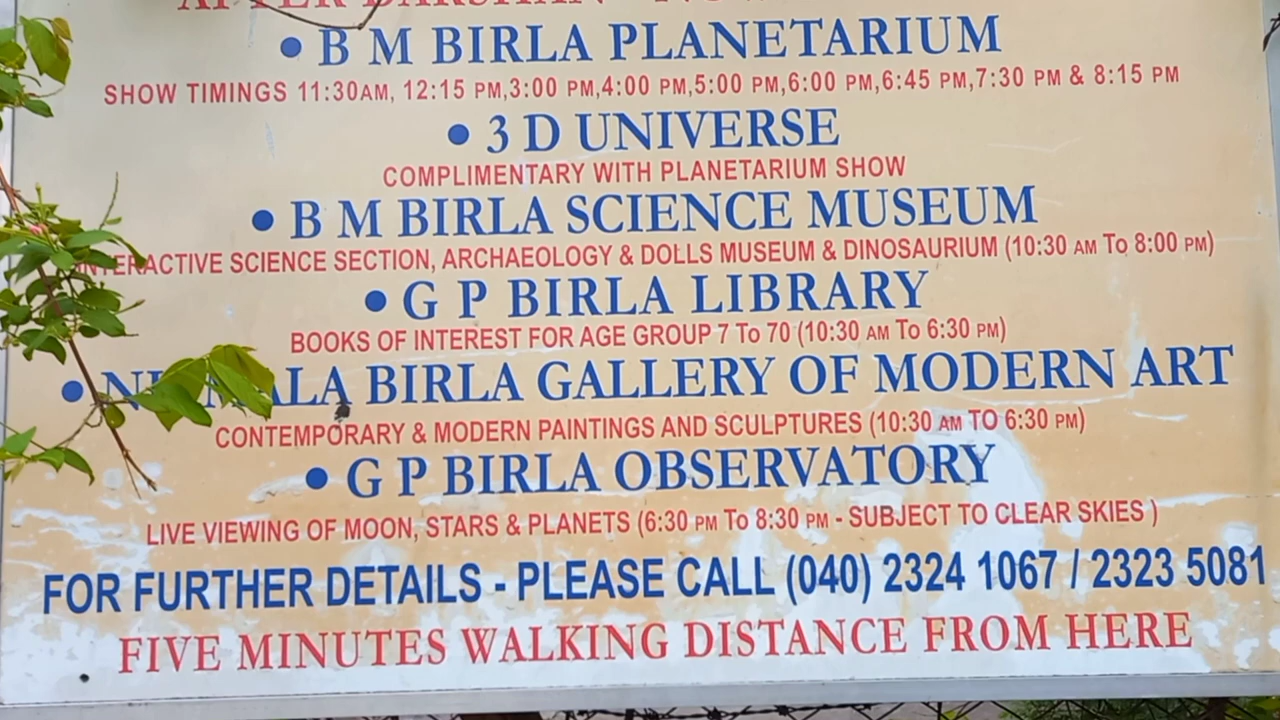 AFTER DARSHAN
• B M BIRLA PLANETARIUM
SHOW TIMINGS 11:30AM, 12:15 PM,3:00 PM,4:00 PM,5:00 PM,6:00 PM,6:45 PM,7:30 PM & 8:15 PM
• 3 D UNIVERSE
COMPLIMENTARY WITH PLANETARIUM SHOW
• B M BIRLA SCIENCE MUSEUM
INTERACTIVE SCIENCE SECTION, ARCHAEOLOGY & DOLLS MUSEUM & DINOSAURIUM (10:30 AM To 8:00 PM)
• G P BIRLA LIBRARY
BOOKS OF INTEREST FOR AGE GROUP 7 To 70 (10:30 AM To 6:30 PM)
• BIRLA GALLERY OF MODERN ART
CONTEMPORARY & MODERN PAINTINGS AND SCULPTURES (10:30 AM TO 6:30 PM)
• G P BIRLA OBSERVATORY
LIVE VIEWING OF MOON, STARS & PLANETS (6:30 PM To 8:30 PM - SUBJECT TO CLEAR SKIES )
FOR FURTHER DETAILS - PLEASE CALL (040) 2324 1067 / 2323 5081
FIVE MINUTES WALKING DISTANCE FROM HERE